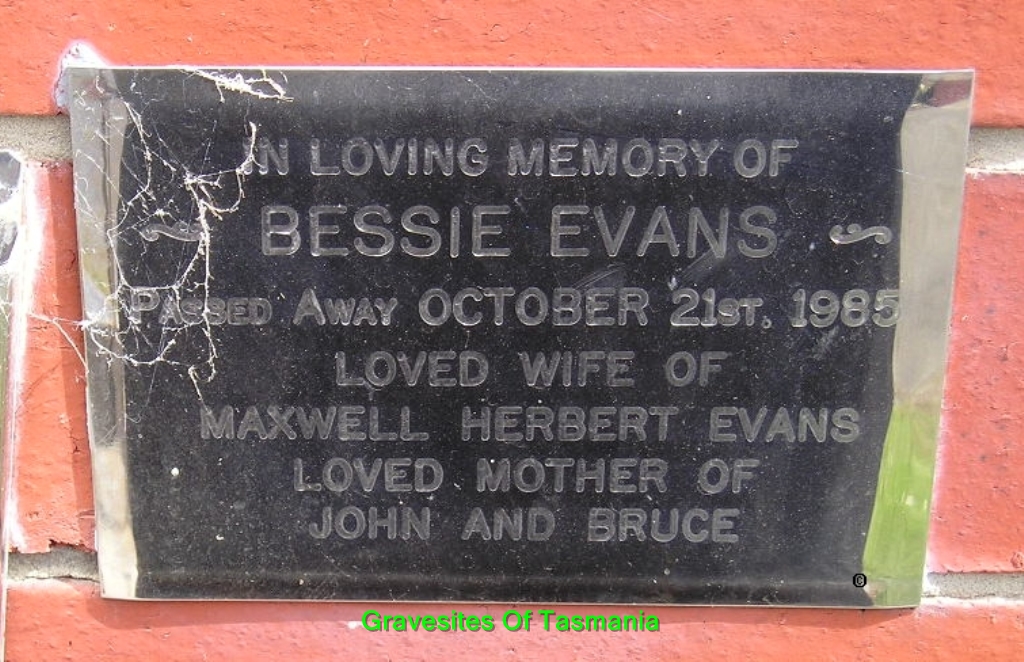 IN LOVING MEMORY OF
BESSIE EVANS
PASSED AWAY OCTOBER 21ST. 1985
LOVED WIFE OF
MAXWELL HERBERT EVANS
LOVED MOTHER OF
JOHN AND BRUCE
©
Gravesites Of Tasmania